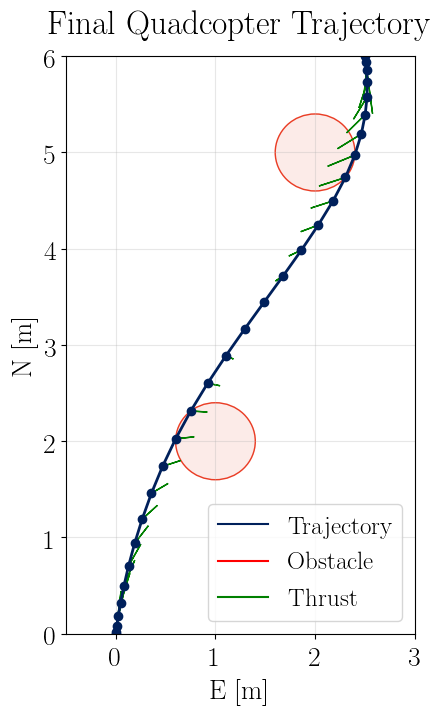 Final Quadcopter Trajectory
6
5
4
3
2
1
0
N [m]
0 1 2 3
E [m]
Trajectory
Obstacle
Thrust